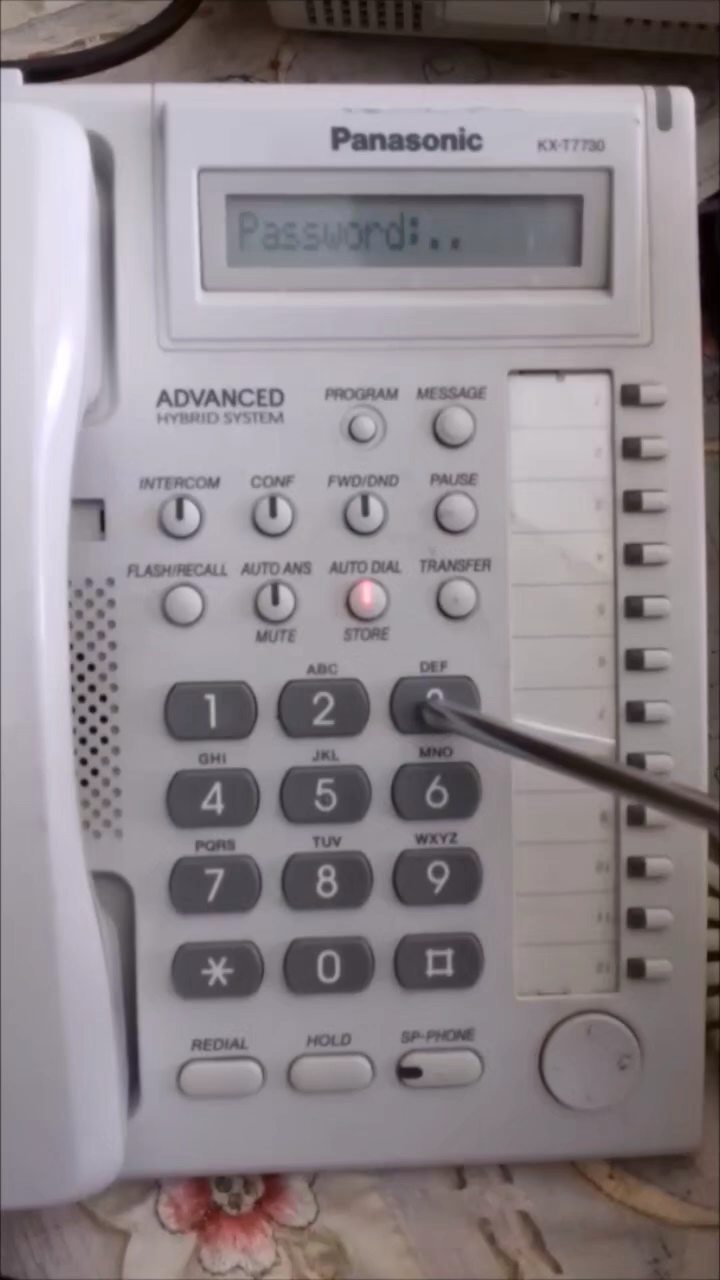 Panasonic KX-T7730
Password:..
ADVANCED
HYBRID SYSTEM
PROGRAM MESSAGE
INTERCOM CONF FWD/DND PAUSE
FLASH/RECALL AUTO ANS AUTO DIAL TRANSFER
MUTE STORE
ABC DEF
1 2
GHI JKL MNO
4 5 6
PQRS TUV WXYZ
7 8 9
* 0 #
REDIAL HOLD SP-PHONE